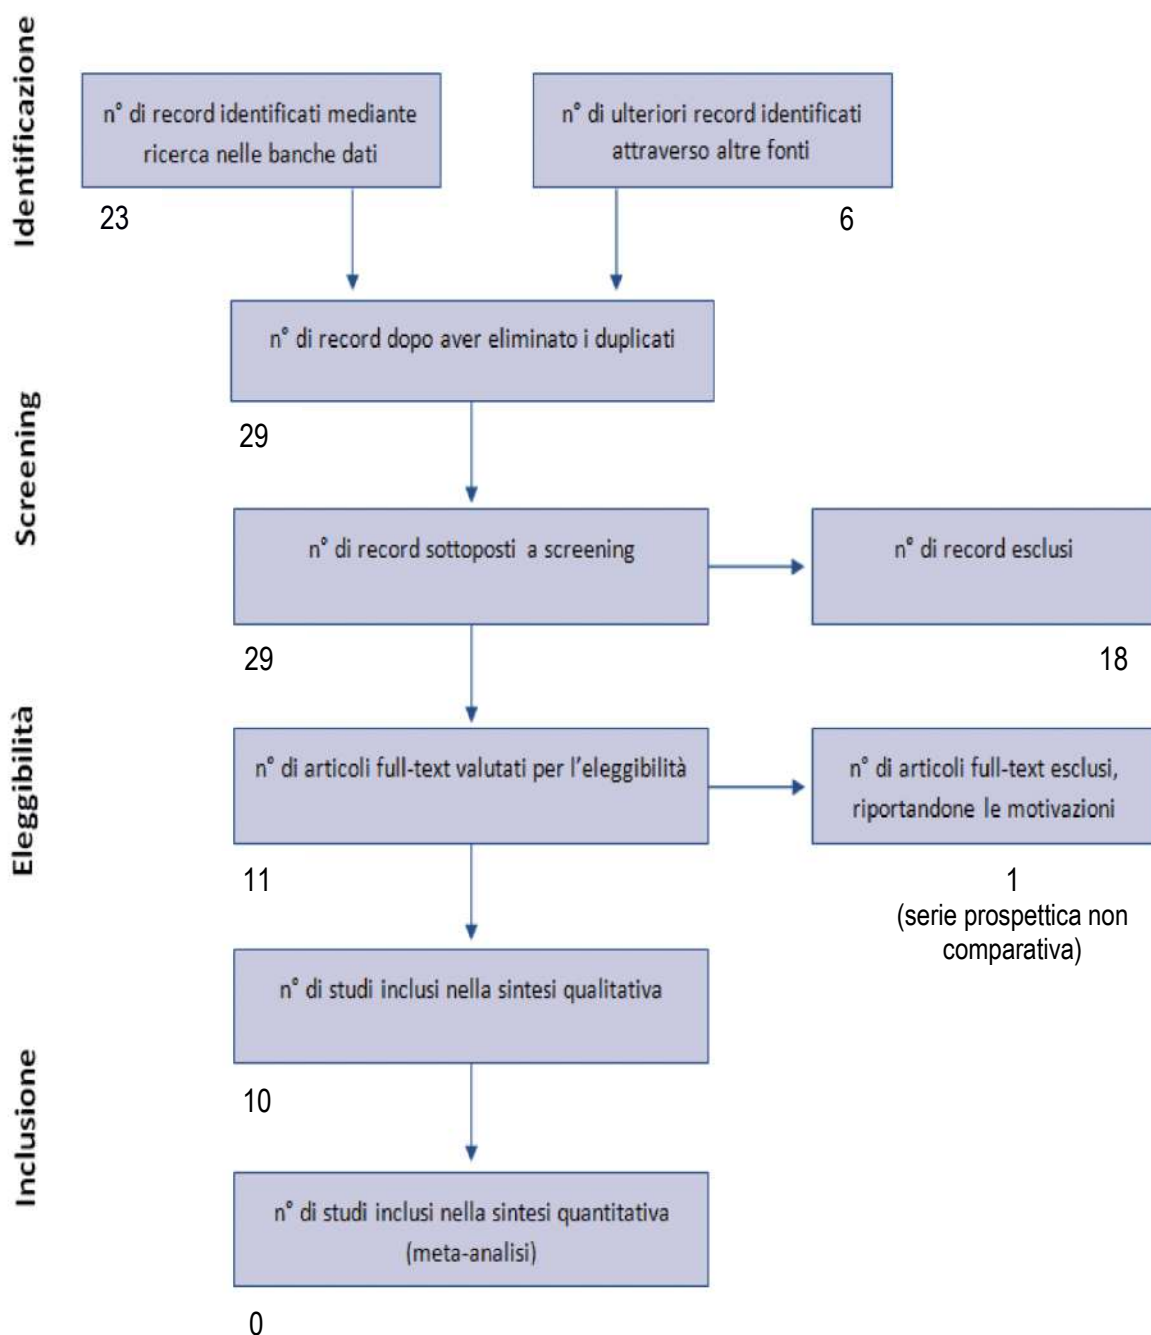 Identificazione
n° di record identificati mediante
ricerca nelle banche dati
23
n° di ulteriori record identificati
attraverso altre fonti
6
n° di record dopo aver eliminato i duplicati
29
Screening
n° di record sottoposti a screening
29
n° di record esclusi
18
Eleggibilità
n° di articoli full-text valutati per l'eleggibilità
11
n° di articoli full-text esclusi,
riportandone le motivazioni
1
(serie prospettica non
comparativa)
n° di studi inclusi nella sintesi qualitativa
10
Inclusione
n° di studi inclusi nella sintesi quantitativa
(meta-analisi)
0